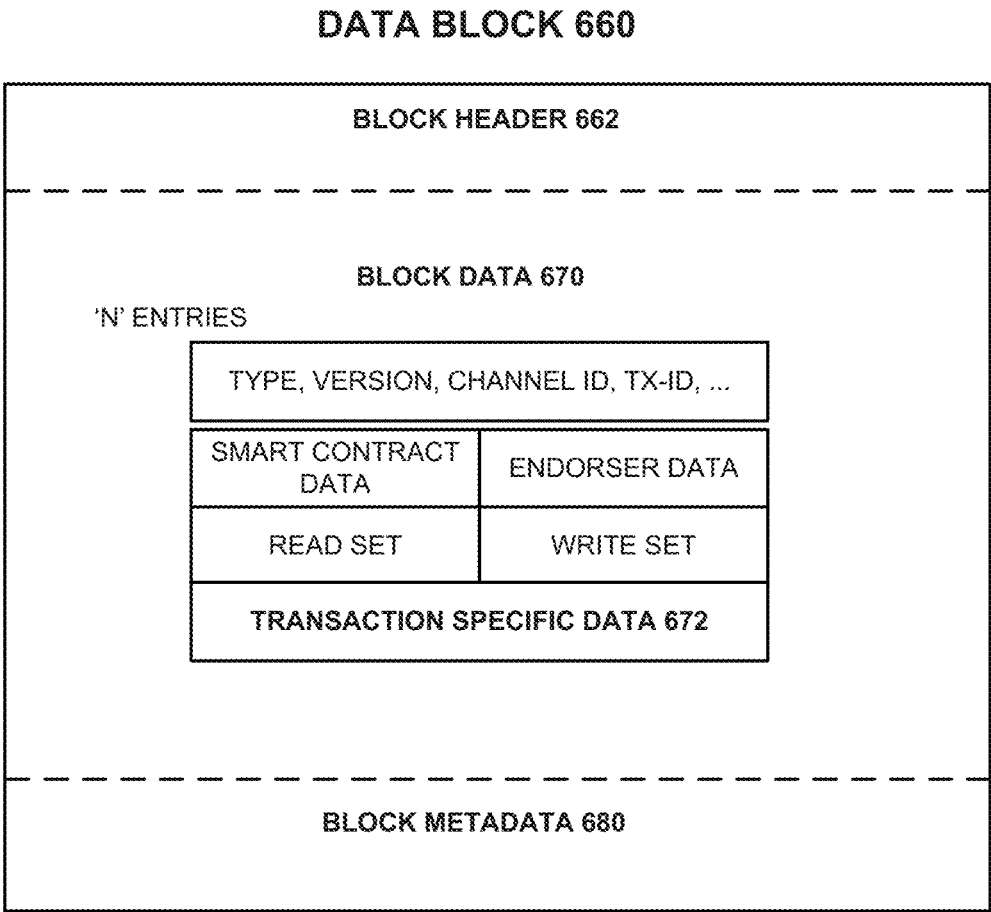 DATA BLOCK 660
BLOCK HEADER 662
BLOCK DATA 670
'N' ENTRIES
TYPE, VERSION, CHANNEL ID, TX-ID, ...
SMART CONTRACT
DATA
ENDORSER DATA
READ SET
WRITE SET
TRANSACTION SPECIFIC DATA 672
BLOCK METADATA 680